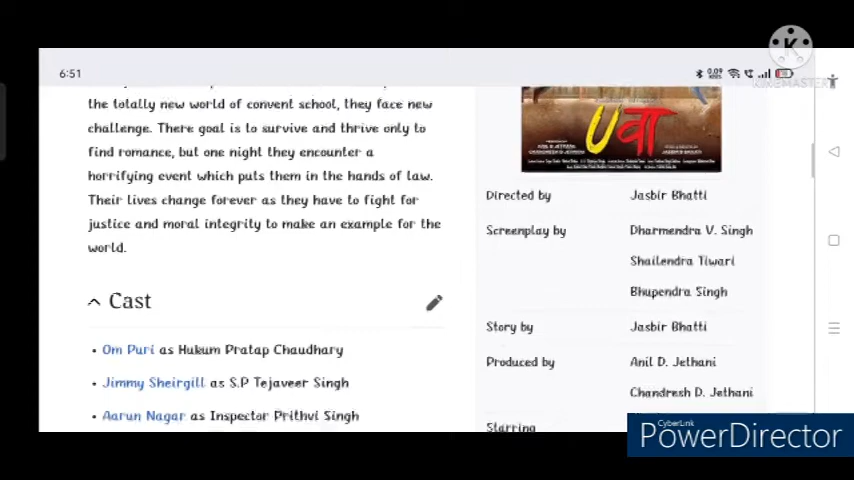 6:51
KINEMASTER
the totally new world of convent school, they face new
challenge. There goal is to survive and thrive only to
find romance, but one night they encounter a
horrifying event which puts them in the hands of law.
Their lives change forever as they have to fight for
justice and moral integrity to make an example for the
world.
Cast
• Om Puri as Hukum Pratap Chaudhary
• Jimmy Sheirgill as S.P Tejaveer Singh
• Aarun Nagar as Inspector Prithvi Singh
Uवा
Directed by Jasbir Bhatti
Screenplay by Dharmendra V. Singh
Shailendra Tiwari
Bhupendra Singh
Story by Jasbir Bhatti
Produced by Anil D. Jethani
Chandresh D. Jethani
Starring
CyberLink
PowerDirector